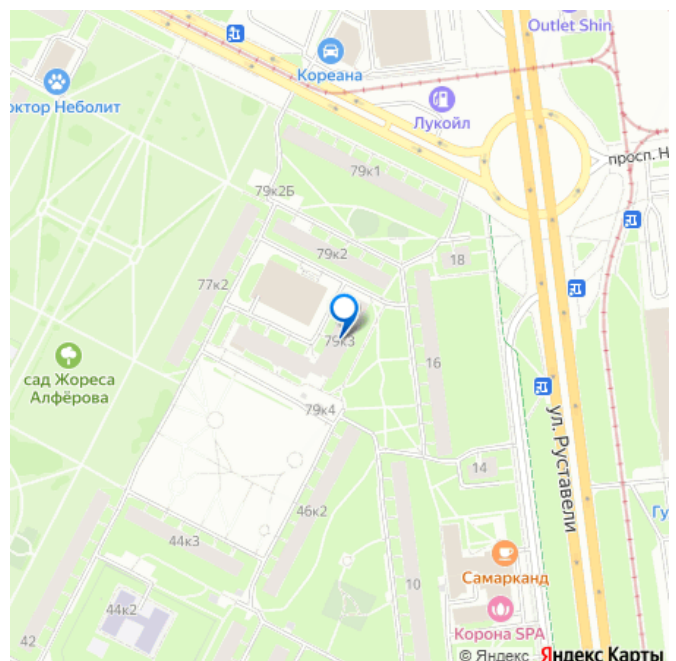 Outlet Shin
Кореана
октор Неболит
Лукойл
просп. Н
79к1
79к2Б
79к2
18
77к2
79к3
16
сад Жореса
Алфёрова
79к4
ул. Руставели
14
46к2
Гу
44к3
Самарканд
10
44к2
Корона SPA
42
© Яндекс Яндекс Карты